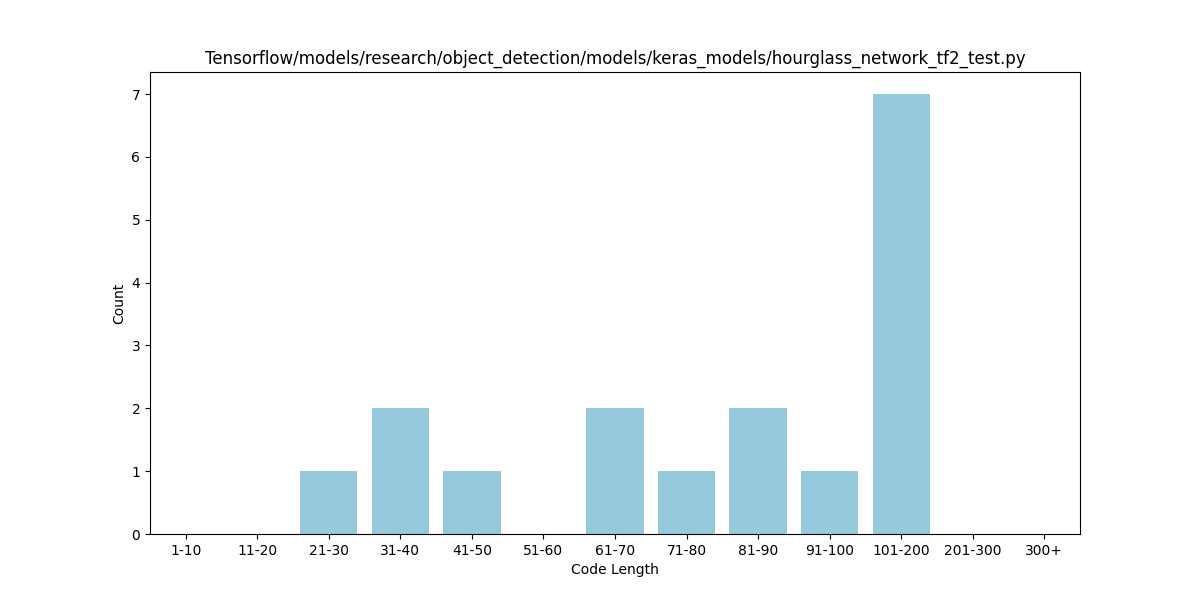 Tensorflow/models/research/object_detection/models/keras_models/hourglass_network_tf2_test.py
7
6
5
4
3
2
1
0
Count
1-10 11-20 21-30 31-40 41-50 51-60 61-70 71-80 81-90 91-100 101-200 201-300 300+
Code Length